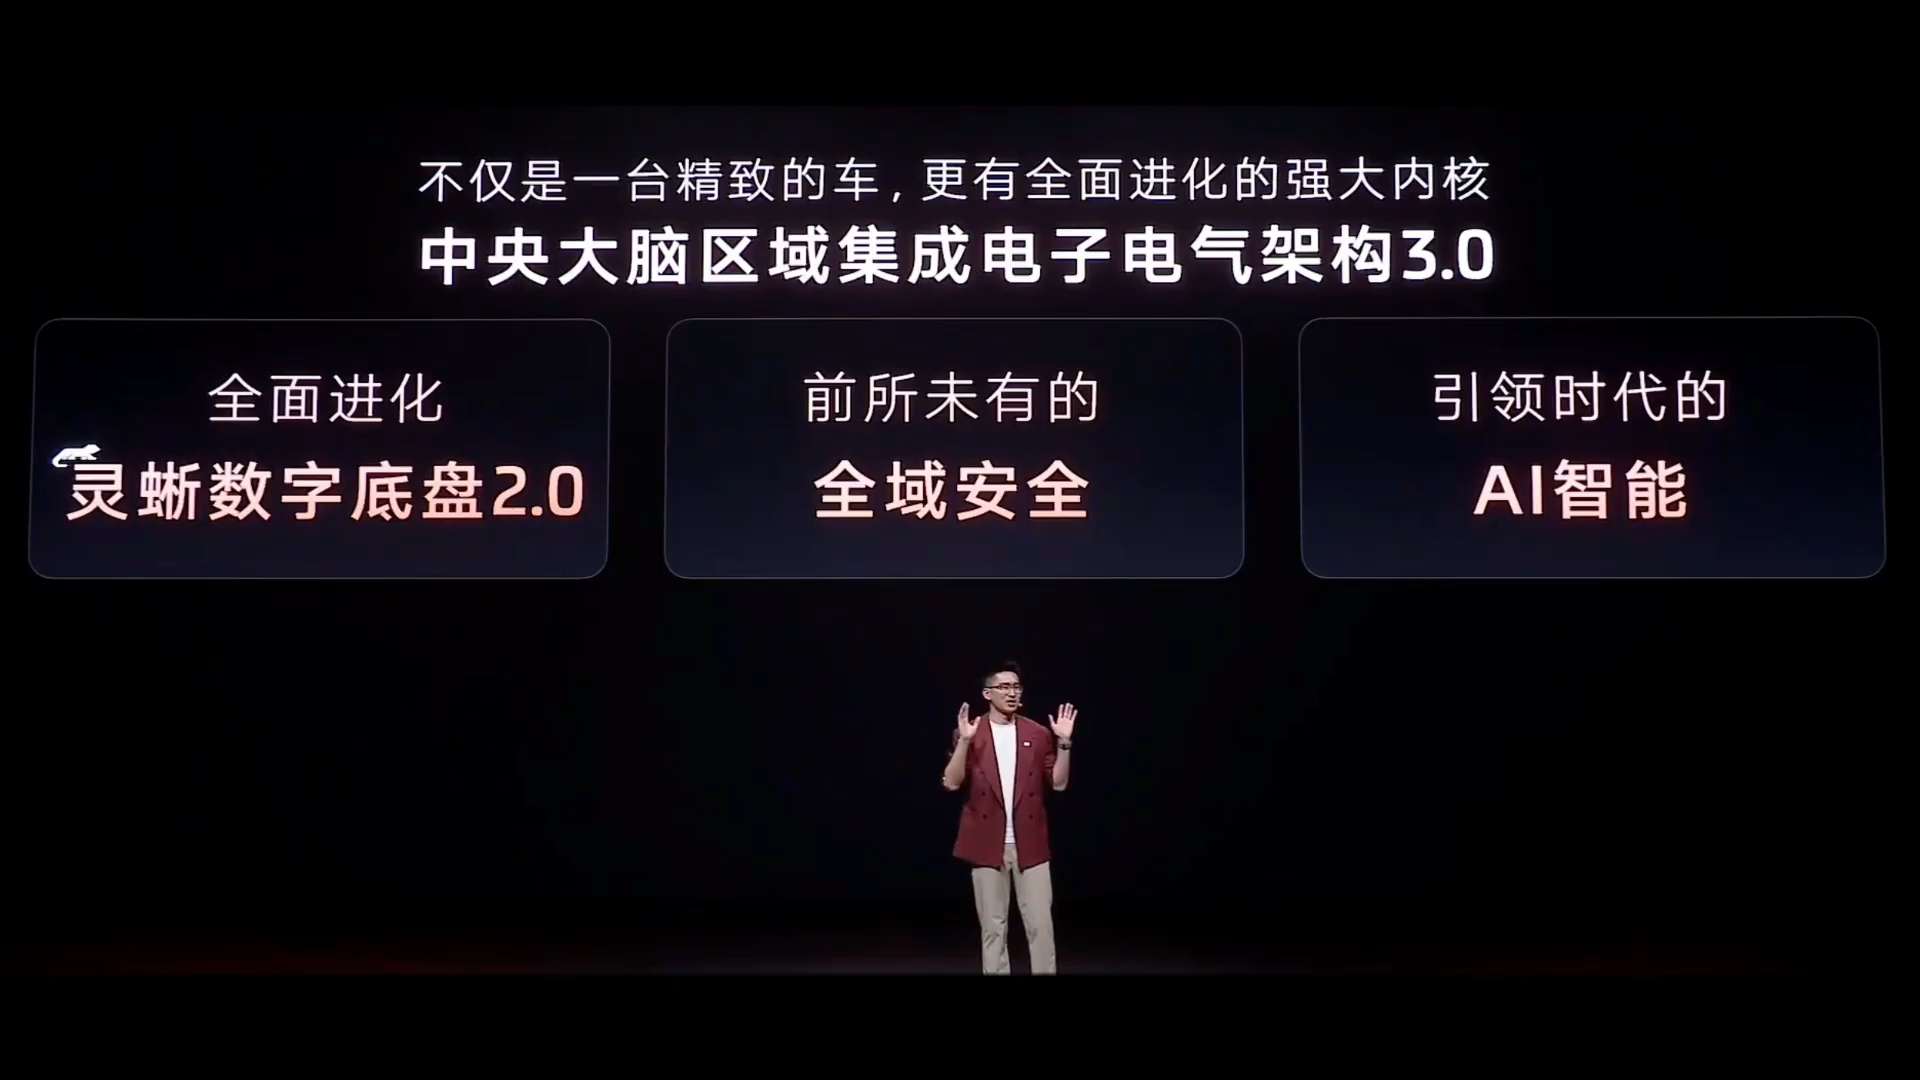 不仅是一台精致的车，更有全面进化的强大内核
中央大脑区域集成电子电气架构3.0
全面进化
灵蜥数字底盘2.0
前所未有的
全域安全
引领时代的
AI智能